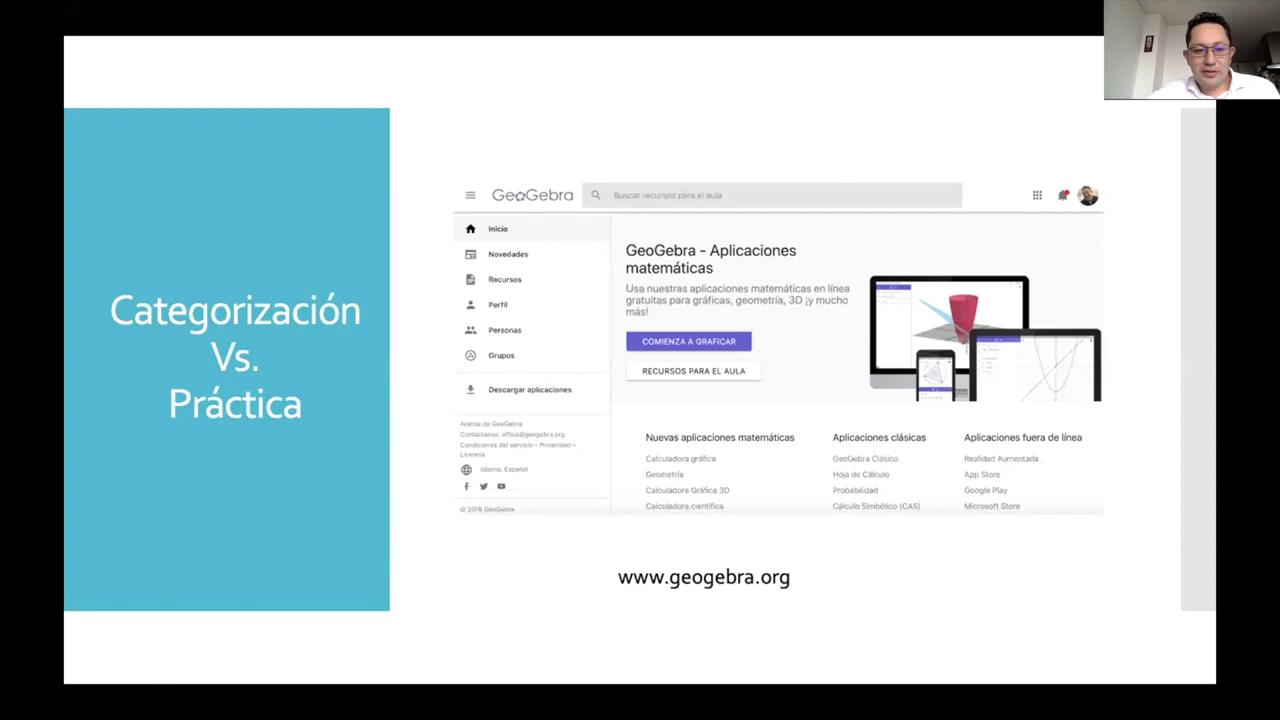 Categorización
Vs.
Práctica
GeoGebra
Buscar recursos para el aula
Inicio
Novedades
Recursos
Perfil
Personas
Grupos
Descargar aplicaciones
Acerca de GeoGebra
Contáctanos: office@geogebra.org
Condiciones del servicio – Privacidad –
Licencia
Idioma: Español
© 2018 GeoGebra
GeoGebra - Aplicaciones
matemáticas
Usa nuestras aplicaciones matemáticas en línea
gratuitas para gráficas, geometría, 3D ¡y mucho
más!
COMIENZA A GRAFICAR
RECURSOS PARA EL AULA
Nuevas aplicaciones matemáticas
Calculadora gráfica
Geometría
Calculadora Gráfica 3D
Calculadora científica
Aplicaciones clásicas
GeoGebra Clásico
Hoja de Cálculo
Probabilidad
Cálculo Simbólico (CAS)
Aplicaciones fuera de línea
Realidad Aumentada
App Store
Google Play
Microsoft Store
www.geogebra.org